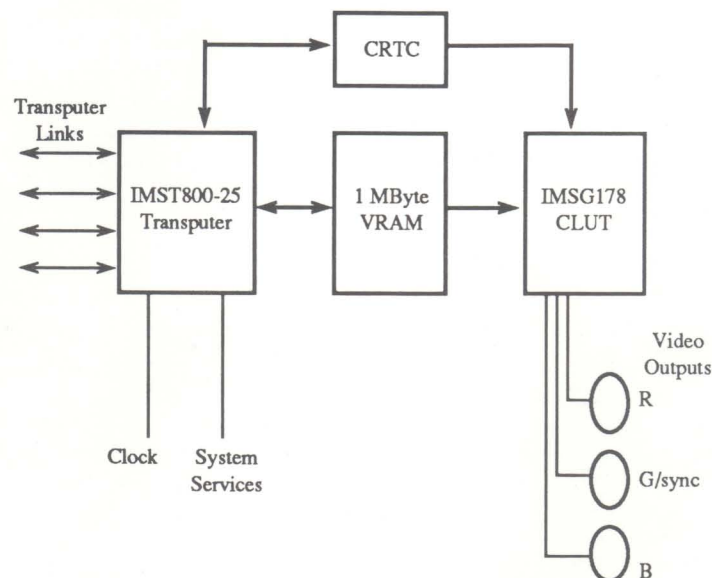 CRTC
Transputer
Links
IMST800-25
Transputer
1 MByte
VRAM
IMSG178
CLUT
Video
Outputs
R
Clock
System
Services
G/sync
B